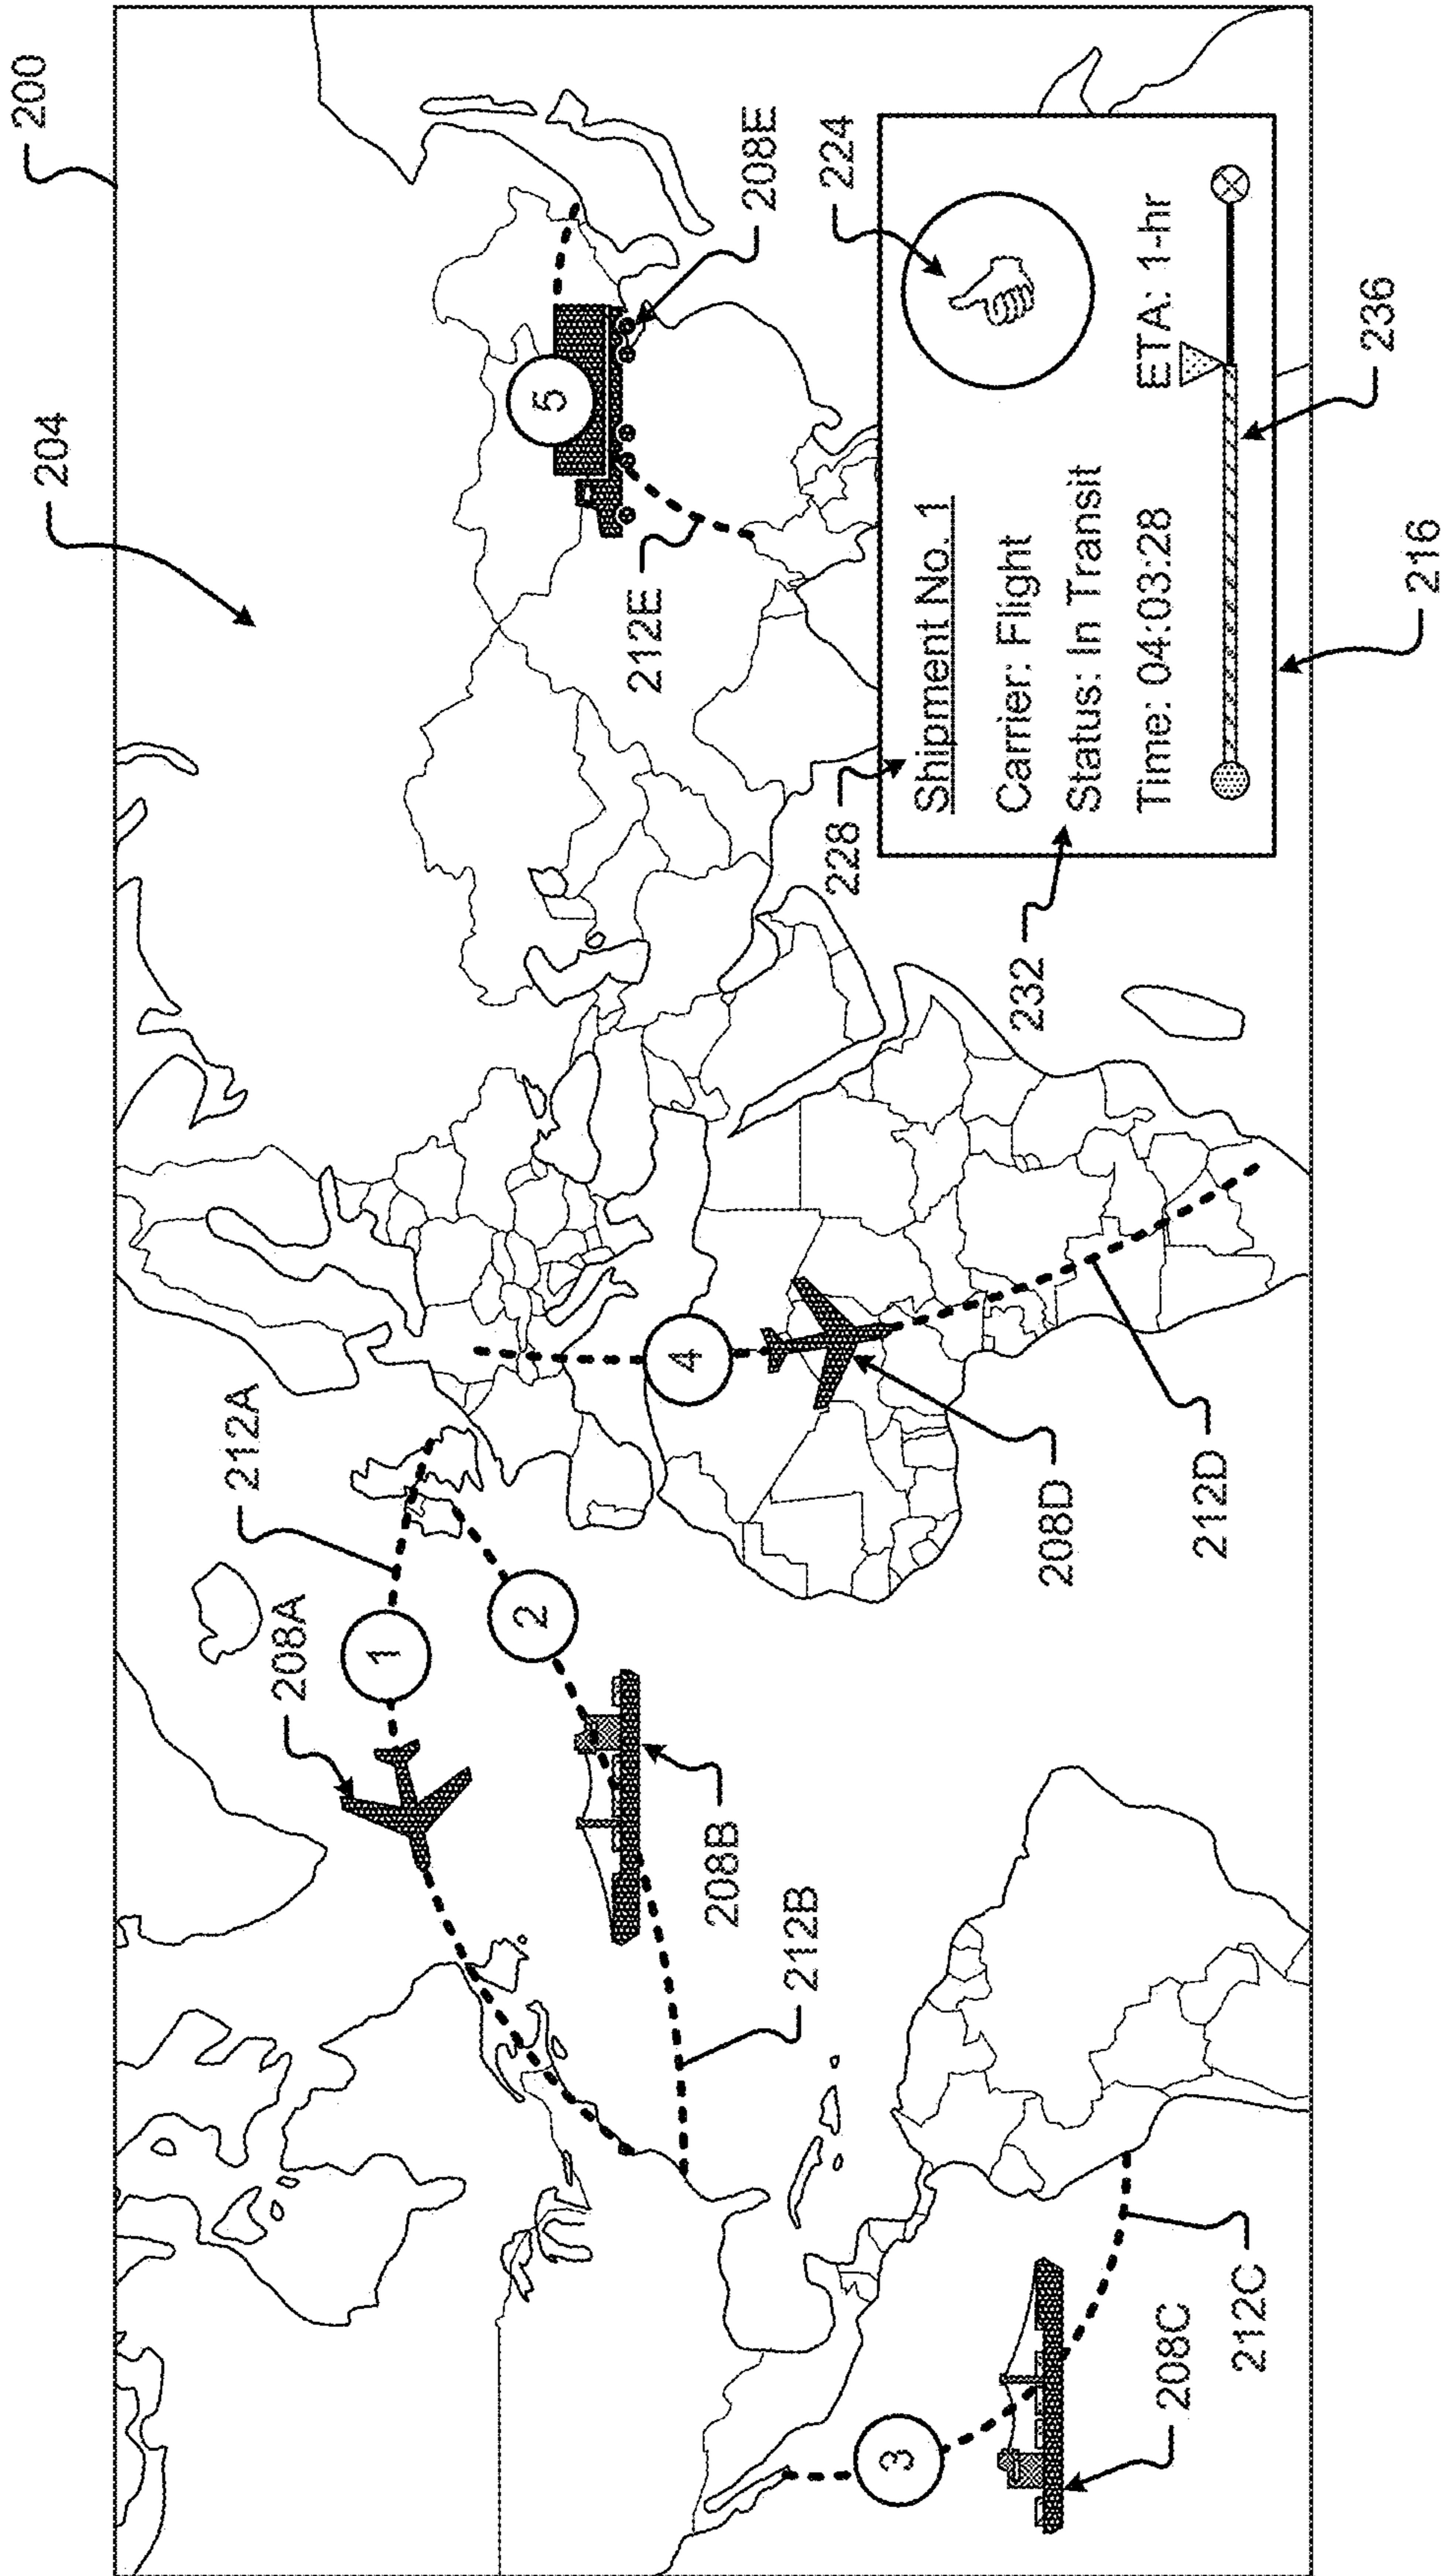 200
204
212A
208A
1
2
208B
212B
3
208C
212C
4
208D
212D
5
208E
212E
224
228
Shipment No. 1
Carrier: Flight
232
Status: In Transit
Time: 04:03:28
ETA: 1-hr
236
216